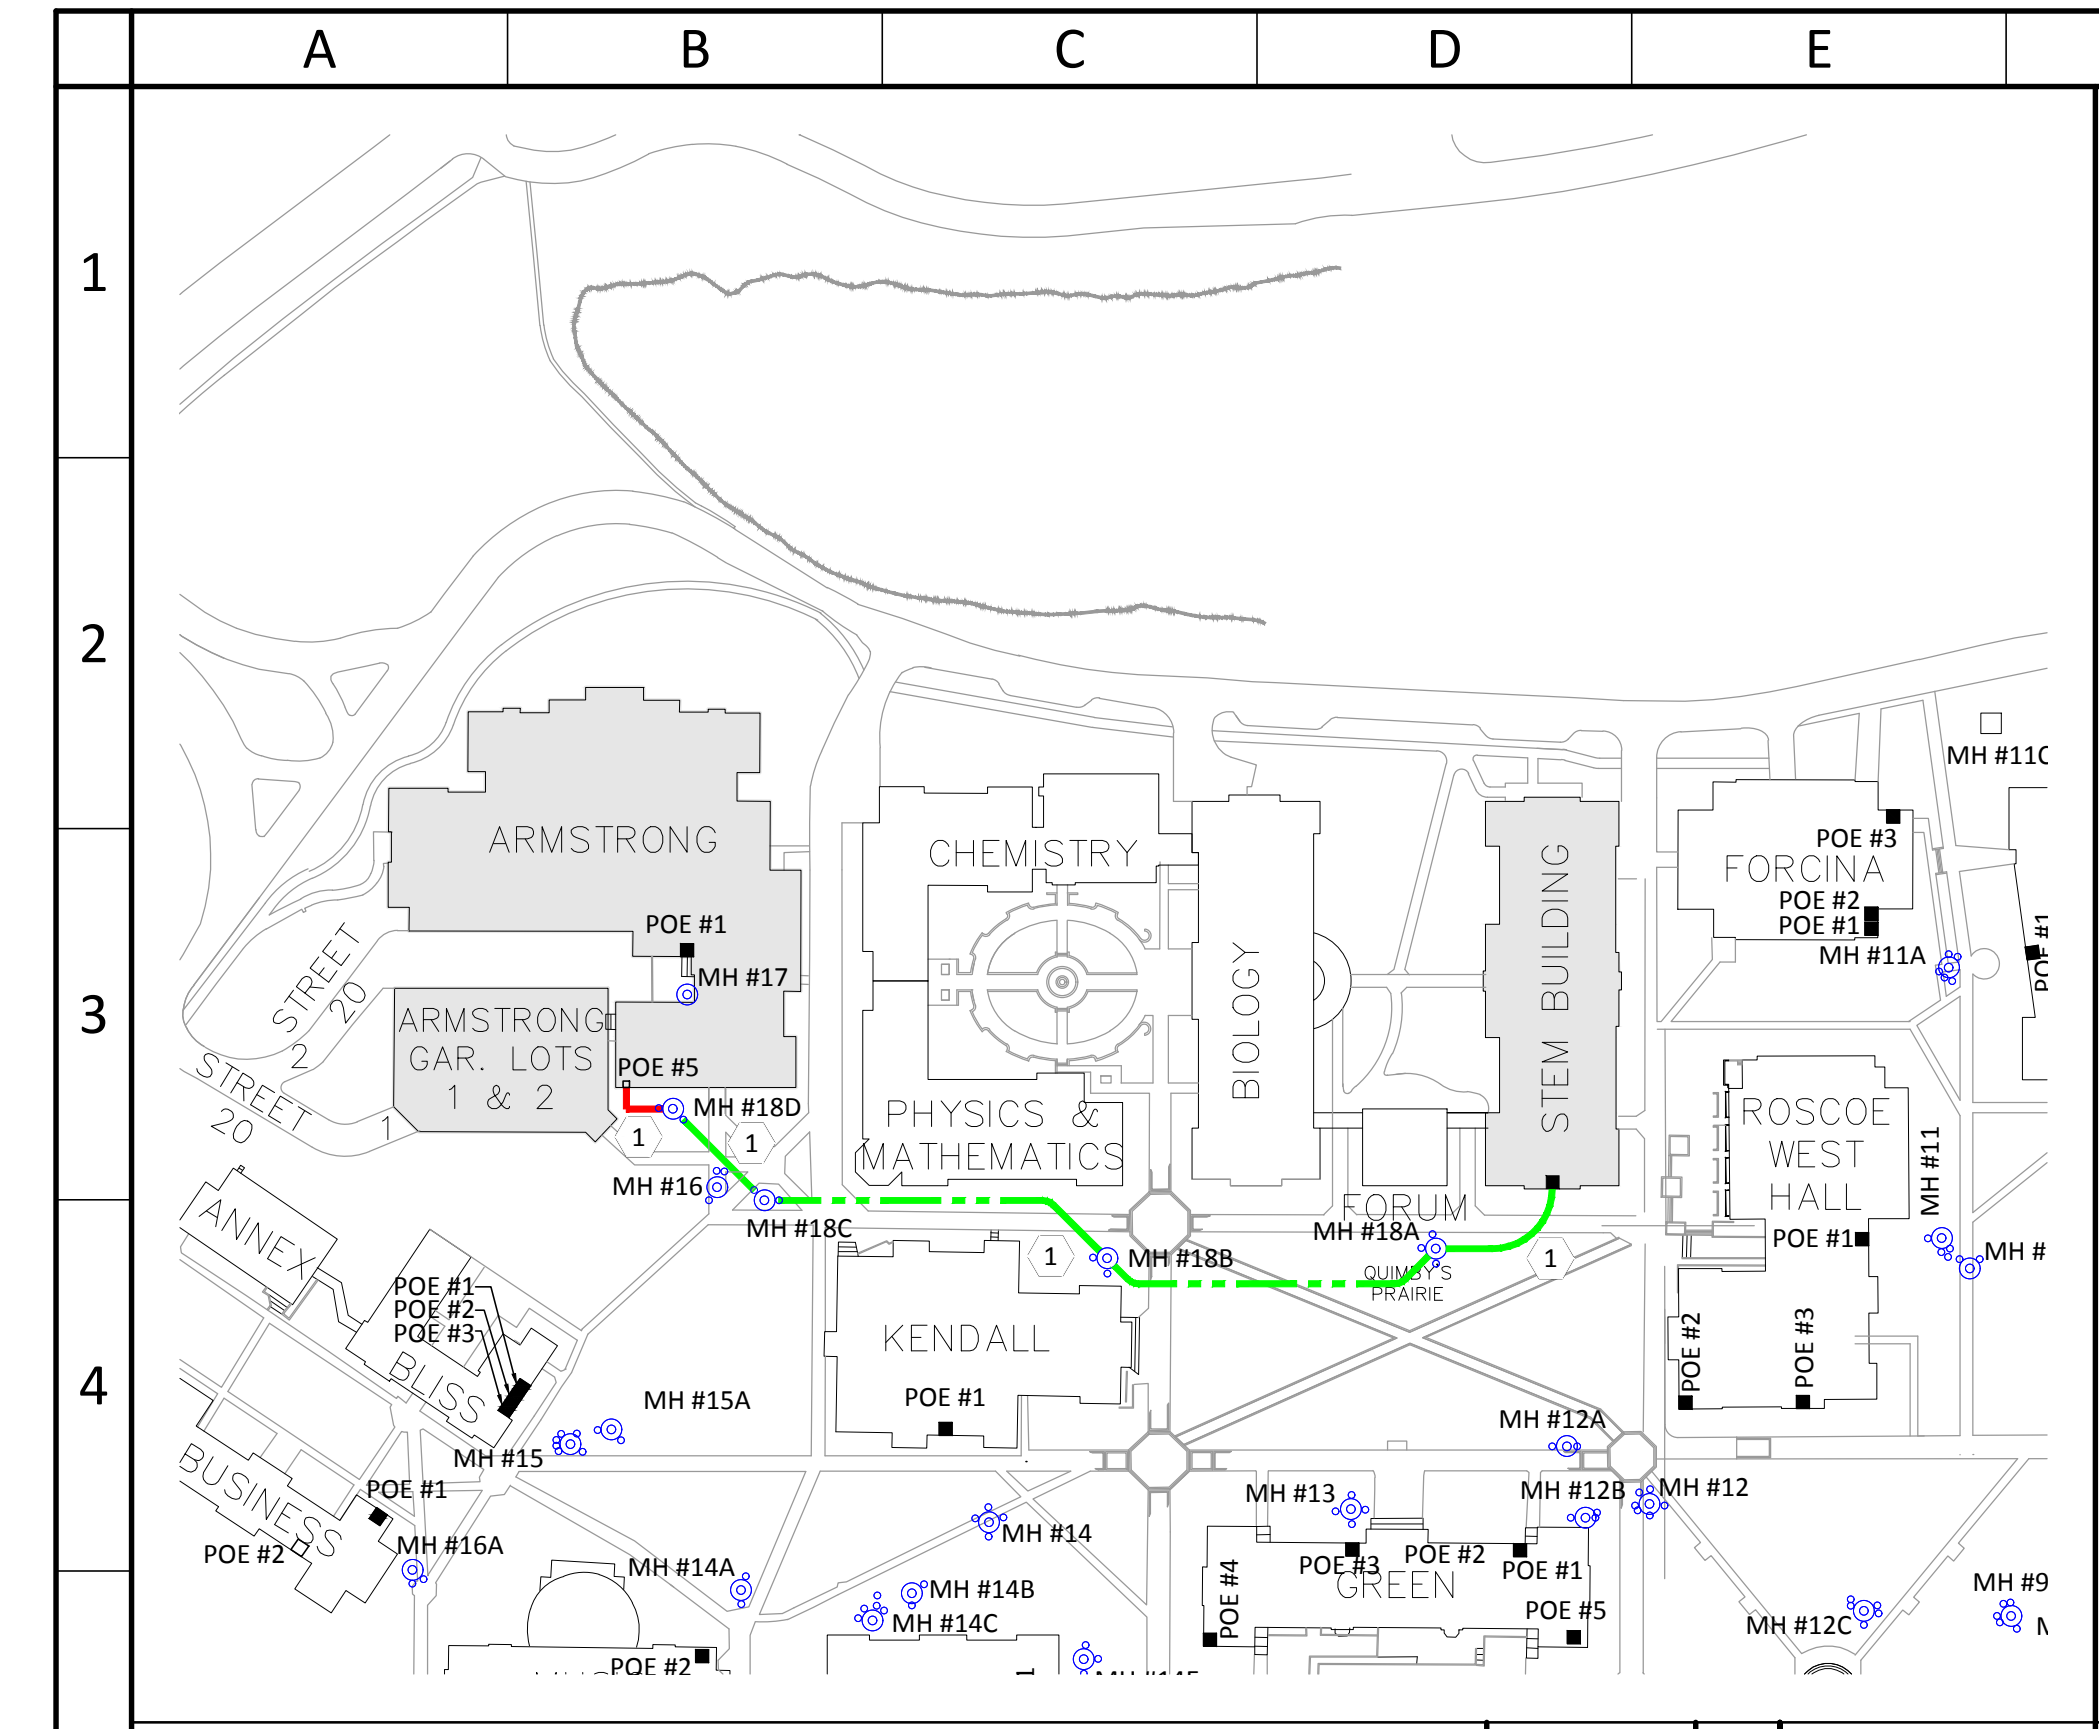 A B C D E
1
2
3
4
ARMSTRONG
POE #1
MH #17
ARMSTRONG
GAR. LOTS
1 & 2
POE #5
MH #18D
1
1
MH #16
MH #18C
STREET
20
2
STREET
20
1
CHEMISTRY
PHYSICS &
MATHEMATICS
BIOLOGY
STEM BUILDING
FORUM
MH #18A
QUIMBY'S
PRAIRIE
1
1
MH #18B
POE #3
FORCINA
POE #2
POE #1
MH #11A
POE #1
ROSCOE
WEST
HALL
MH #11
POE #1
MH #
POE #2
POE #3
ANNEX
POE #1
POE #2
POE #3
BLISS
MH #15A
MH #15
KENDALL
POE #1
BUSINESS
POE #1
POE #2
MH #16A
MH #14A
MH #14
MH #14B
MH #14C
POE #2
MH #12A
MH #13
MH #12B
MH #12
POE #3
POE #2
POE #1
POE #4
GREEN
POE #5
MH #12C
MH #9